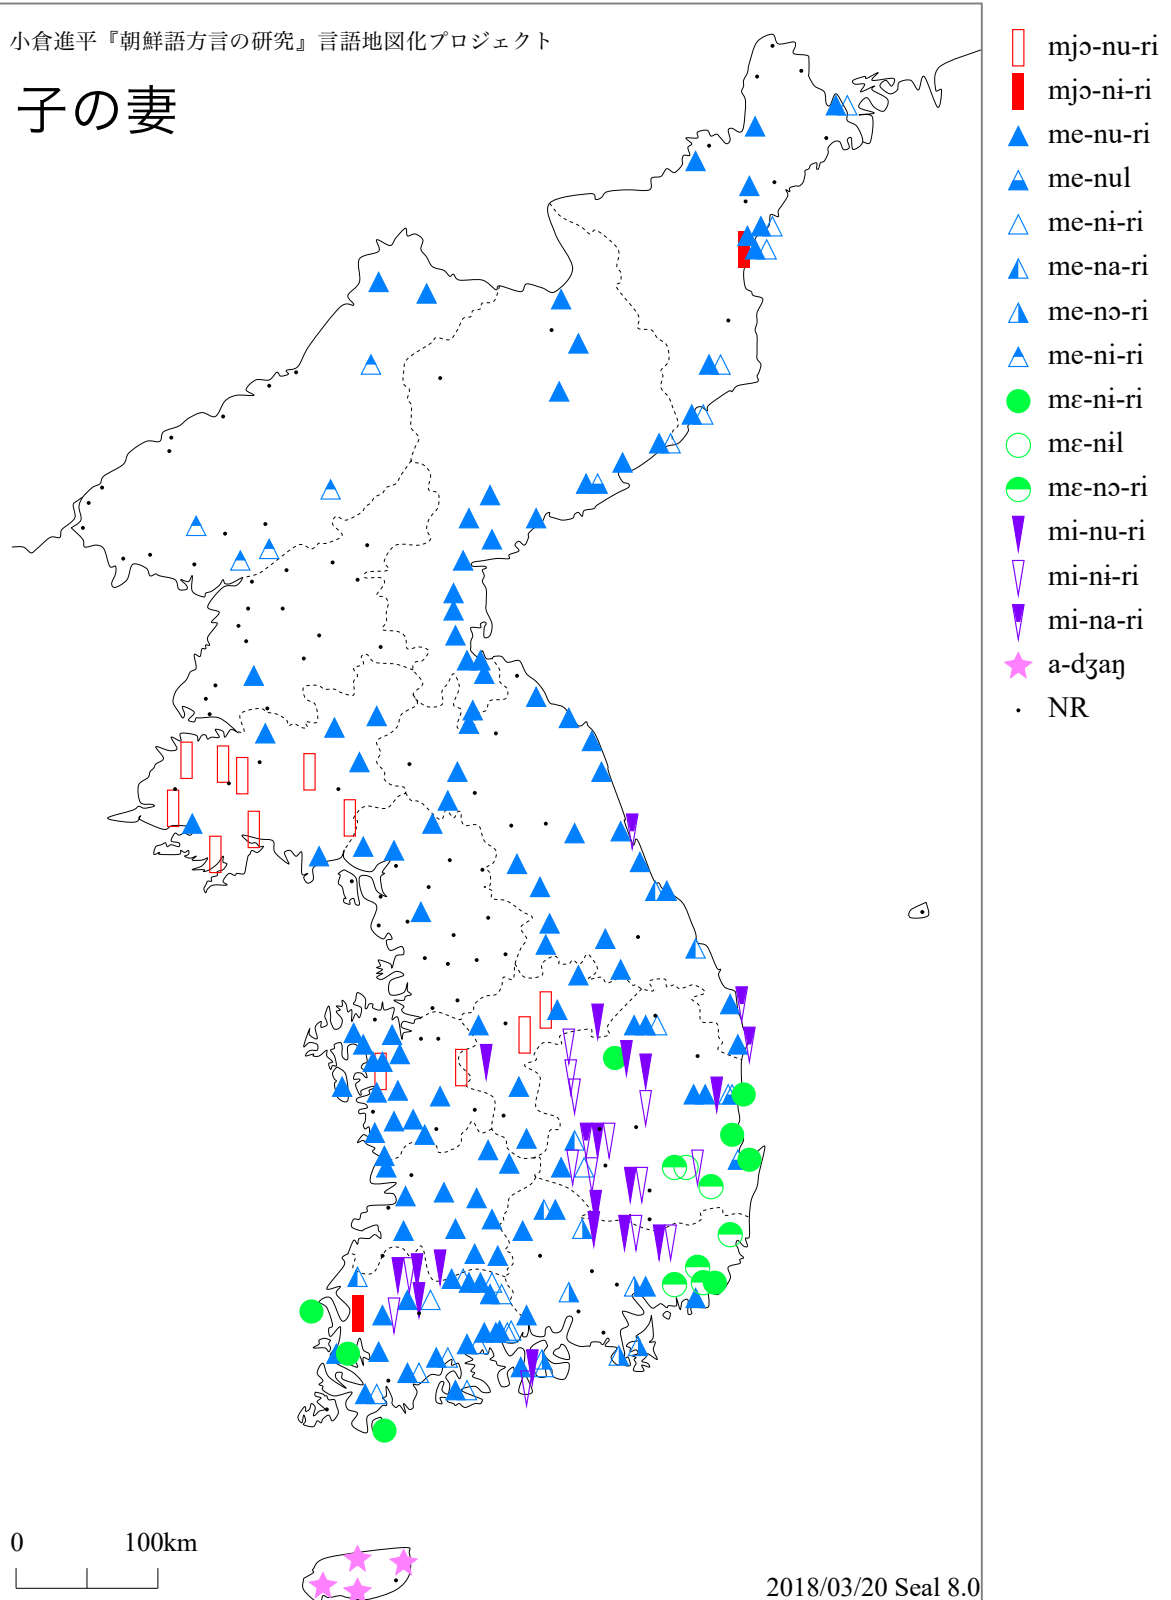 小倉進平『朝鮮語方言の研究』言語地図化プロジェクト
子の妻
mjɔ-nu-ri
mjɔ-nɨ-ri
me-nu-ri
me-nul
me-nɨ-ri
me-na-ri
me-nɔ-ri
me-ni-ri
mɛ-nɨ-ri
mɛ-nɨl
mɛ-nɔ-ri
mi-nu-ri
mi-nɨ-ri
mi-na-ri
a-dʒaŋ
NR
0 100km
2018/03/20 Seal 8.0